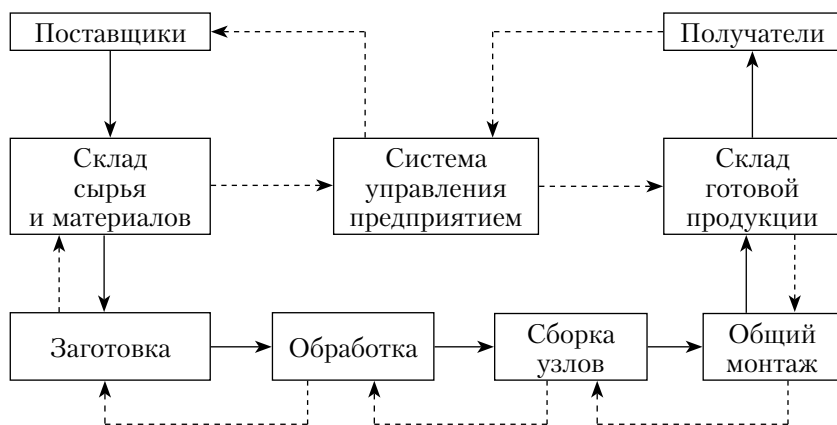 Поставщики
Получатели
Склад
сырья
и материалов
Система
управления
предприятием
Склад
готовой
продукции
Заготовка
Обработка
Сборка
узлов
Общий
монтаж